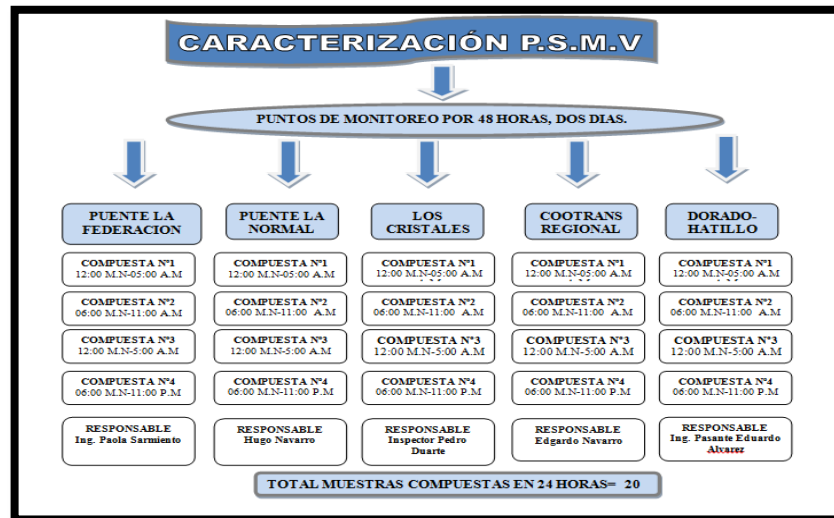 CARACTERIZACIÓN P.S.M.V
PUNTOS DE MONITOREO POR 48 HORAS, DOS DIAS.
PUENTE LA
FEDERACION
COMPUESTA Nº1
12:00 M.N-05:00 A.M
COMPUESTA Nº2
06:00 M.N-11:00 A.M
COMPUESTA Nº3
12:00 M.N-5:00 A.M
COMPUESTA Nº4
06:00 M.N-11:00 P.M
RESPONSABLE
Ing. Paola Sarmiento
PUENTE LA
NORMAL
COMPUESTA Nº1
12:00 M.N-05:00 A.M
COMPUESTA Nº2
06:00 M.N-11:00 A.M
COMPUESTA Nº3
12:00 M.N-5:00 A.M
COMPUESTA Nº4
06:00 M.N-11:00 P.M
RESPONSABLE
Hugo Navarro
LOS
CRISTALES
COMPUESTA Nº1
12:00 M.N-05:00 A.M
COMPUESTA Nº2
06:00 M.N-11:00 A.M
COMPUESTA Nº3
12:00 M.N-5:00 A.M
COMPUESTA Nº4
06:00 M.N-11:00 P.M
RESPONSABLE
Inspector Pedro
Duarte
COOTRANS
REGIONAL
COMPUESTA Nº1
12:00 M.N-05:00 A.M
COMPUESTA Nº2
06:00 M.N-11:00 A.M
COMPUESTA Nº3
12:00 M.N-5:00 A.M
COMPUESTA Nº4
06:00 M.N-11:00 P.M
RESPONSABLE
Edgardo Navarro
DORADO-
HATILLO
COMPUESTA Nº1
12:00 M.N-05:00 A.M
COMPUESTA Nº2
06:00 M.N-11:00 A.M
COMPUESTA Nº3
12:00 M.N-5:00 A.M
COMPUESTA Nº4
06:00 M.N-11:00 P.M
RESPONSABLE
Ing. Pasante Eduardo
Alvarez
TOTAL MUESTRAS COMPUESTAS EN 24 HORAS= 20